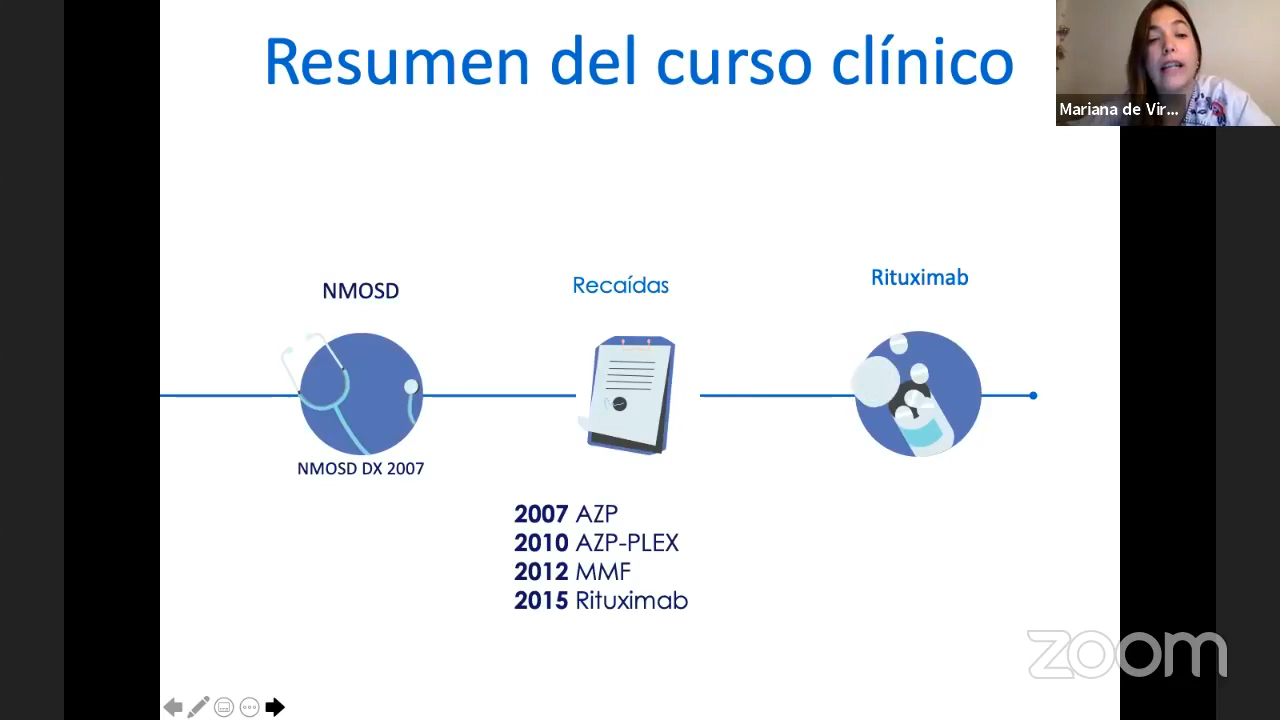 Resumen del curso clínico
Mariana de Vir...
NMOSD
Recaídas
Rituximab
NMOSD DX 2007
2007 AZP
2010 AZP-PLEX
2012 MMF
2015 Rituximab
zoom